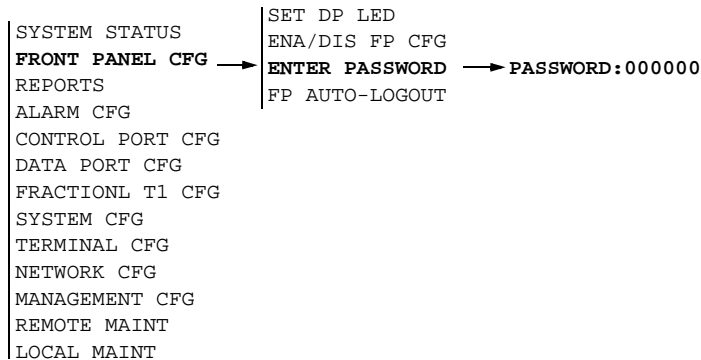 SYSTEM STATUS
FRONT PANEL CFG
REPORTS
ALARM CFG
CONTROL PORT CFG
DATA PORT CFG
FRACTIONL T1 CFG
SYSTEM CFG
TERMINAL CFG
NETWORK CFG
MANAGEMENT CFG
REMOTE MAINT
LOCAL MAINT
SET DP LED
ENA/DIS FP CFG
ENTER PASSWORD
FP AUTO-LOGOUT
PASSWORD:000000